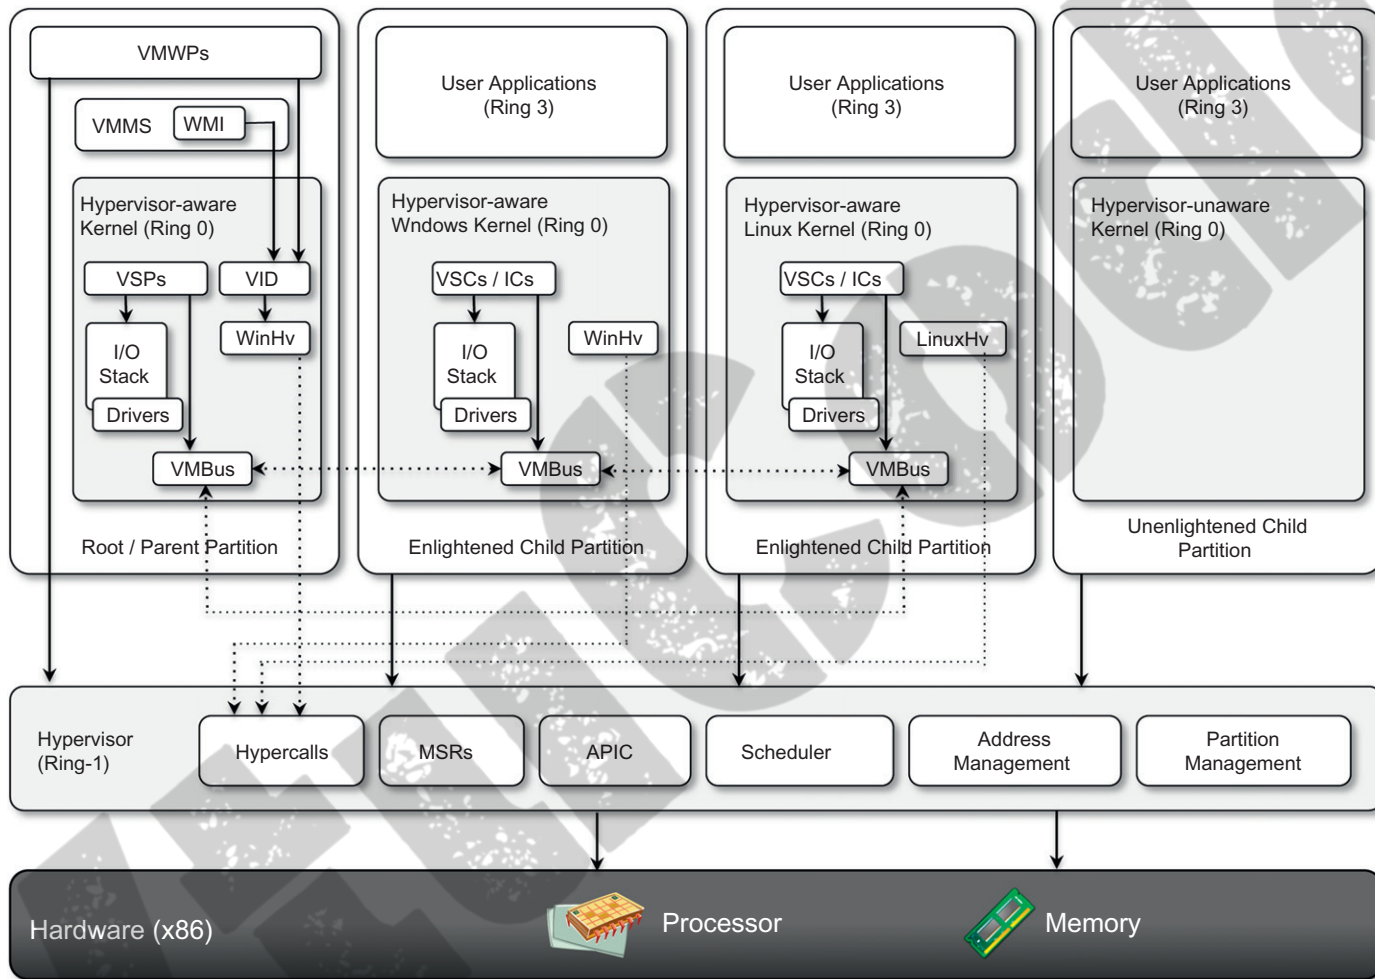 VMWPs
VMMS
WMI
Hypervisor-aware
Kernel (Ring 0)
VSPs
VID
WinHv
I/O
Stack
Drivers
VMBus
Root / Parent Partition
User Applications
(Ring 3)
Hypervisor-aware
Wndows Kernel (Ring 0)
VSCs / ICs
I/O
Stack
WinHv
Drivers
VMBus
Enlightened Child Partition
User Applications
(Ring 3)
Hypervisor-aware
Linux Kernel (Ring 0)
VSCs / ICs
I/O
Stack
LinuxHv
Drivers
VMBus
Enlightened Child Partition
User Applications
(Ring 3)
Hypervisor-unaware
Kernel (Ring 0)
Unenlightened Child
Partition
Hypervisor
(Ring-1)
Hypercalls
MSRs
APIC
Scheduler
Address
Management
Partition
Management
Hardware (x86)
Processor
Memory